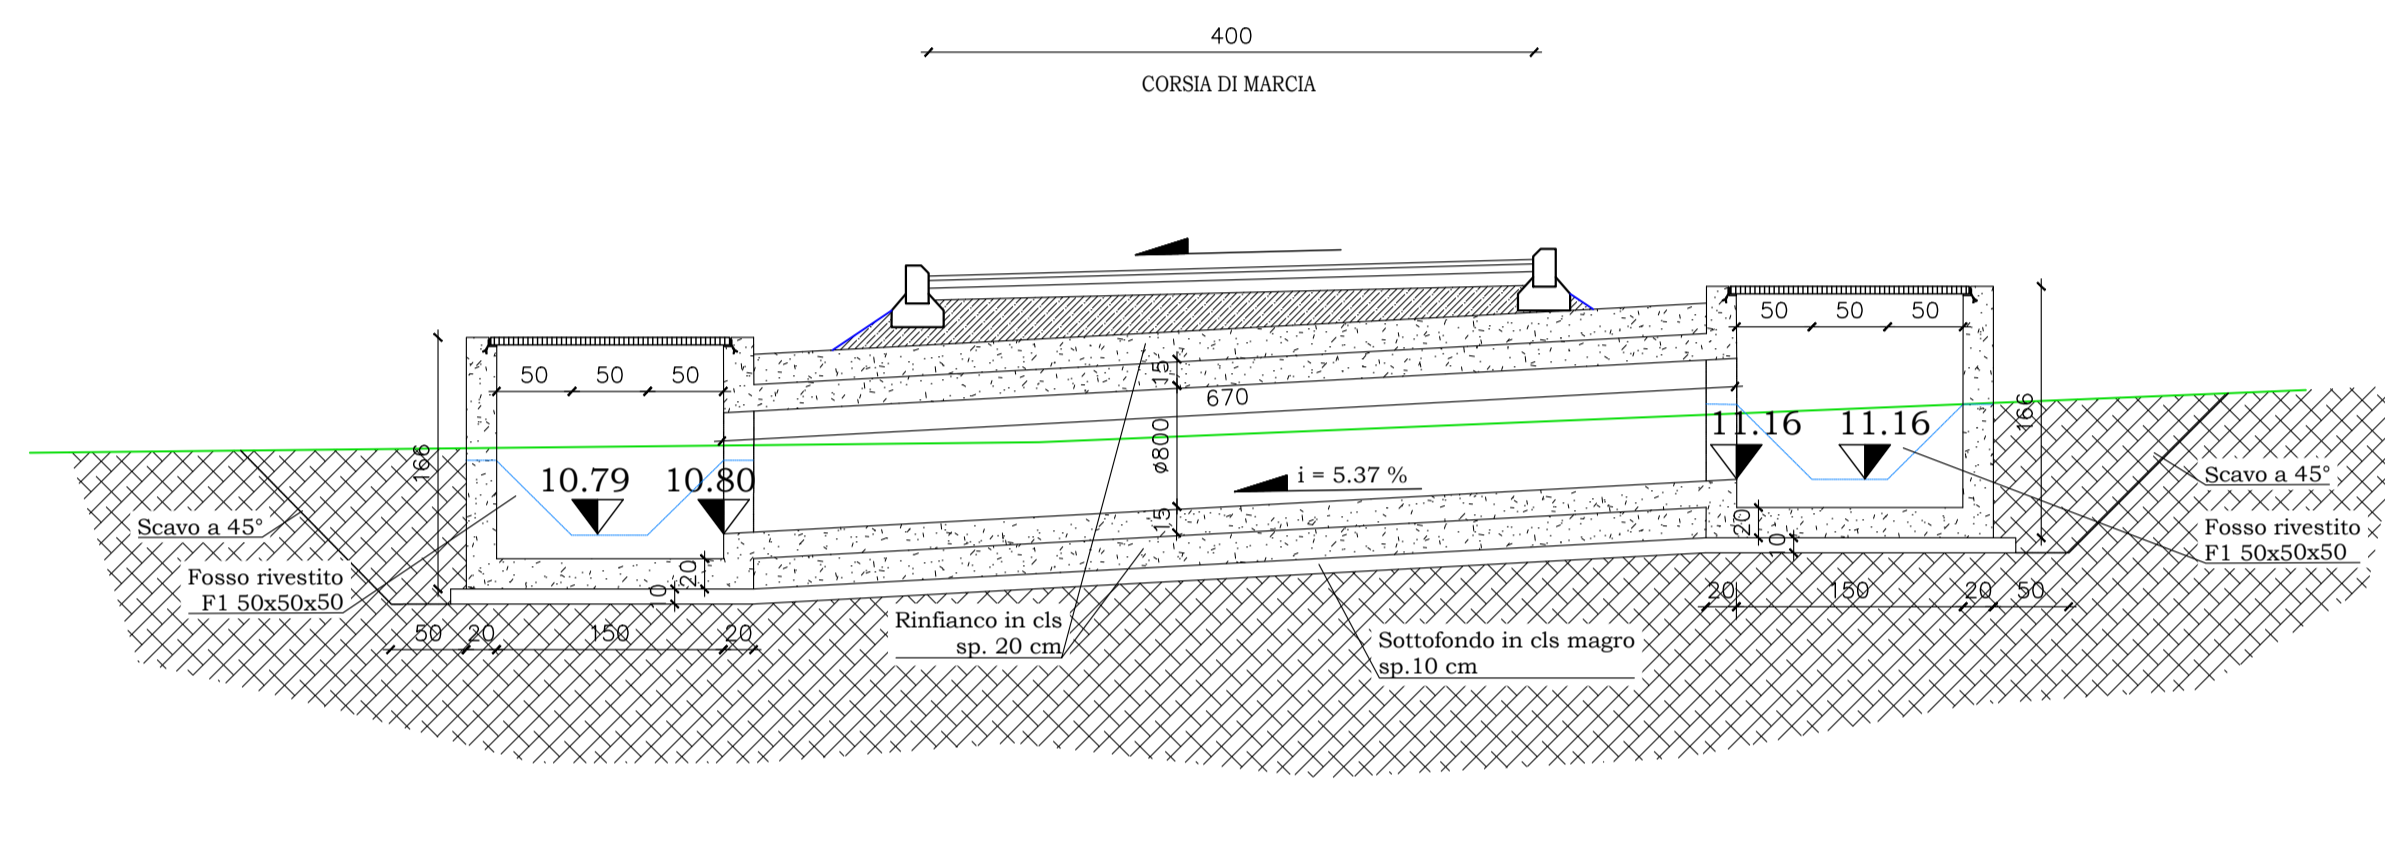 400
CORSIA DI MARCIA
50 50 50
50 50 50
15
670
166
166
ø800
11.16 11.16
10.79 10.80
i = 5.37 %
Scavo a 45°
Scavo a 45°
15
20
10
Fosso rivestito
F1 50x50x50
Fosso rivestito
F1 50x50x50
20
10
20 150 20 50
50 20 150 20
Rinfianco in cls
sp. 20 cm
Sottofondo in cls magro
sp.10 cm